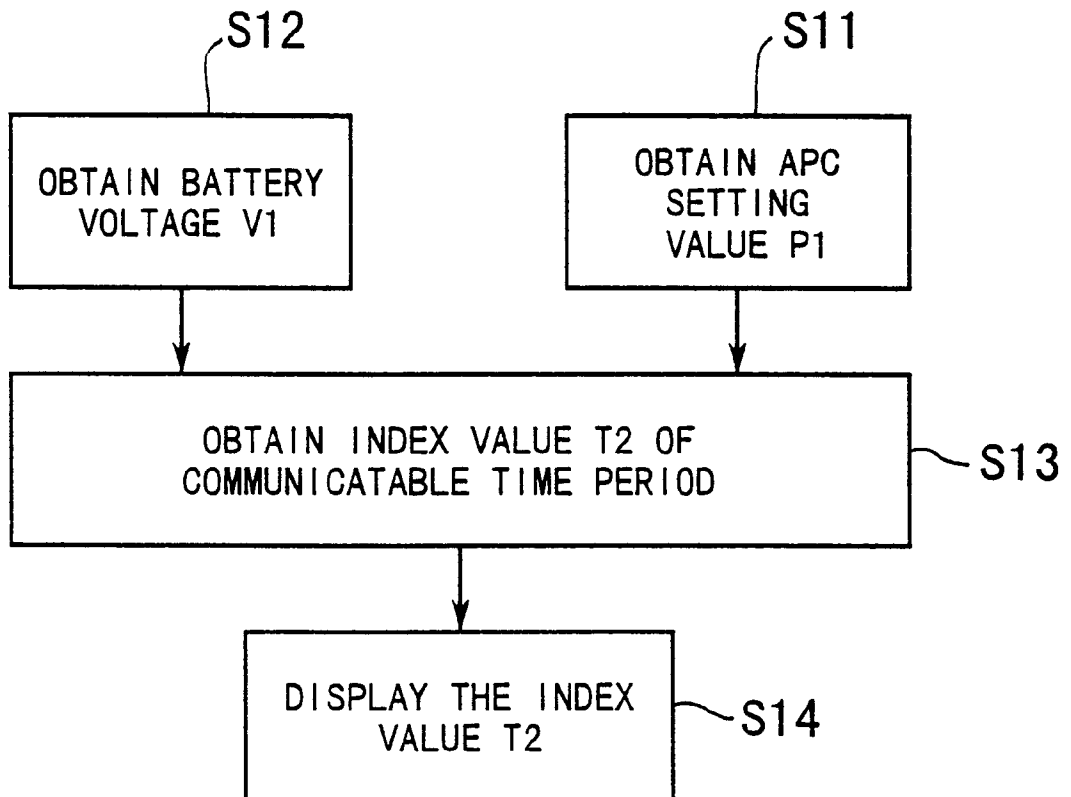 S12
S11
OBTAIN BATTERY
VOLTAGE V1
OBTAIN APC
SETTING
VALUE P1
OBTAIN INDEX VALUE T2 OF
COMMUNICATABLE TIME PERIOD
S13
DISPLAY THE INDEX
VALUE T2
S14